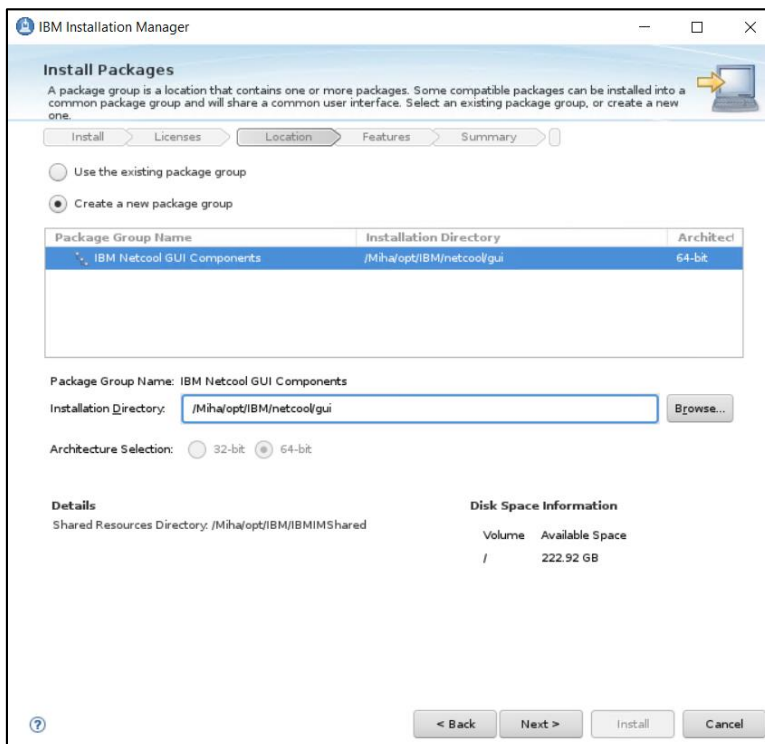 IBM Installation Manager
Install Packages
A package group is a location that contains one or more packages. Some compatible packages can be installed into a
common package group and will share a common user interface. Select an existing package group, or create a new
one.
Install Licenses Location Features Summary
Use the existing package group
Create a new package group
Package Group Name Installation Directory Architect
IBM Netcool GUI Components /Miha/opt/IBM/netcool/gui 64-bit
Package Group Name: IBM Netcool GUI Components
Installation Directory: /Miha/opt/IBM/netcool/gui Browse...
Architecture Selection: 32-bit 64-bit
Details Disk Space Information
Shared Resources Directory: /Miha/opt/IBM/IBMIMShared
Volume Available Space
/ 222.92 GB
? < Back Next > Install Cancel